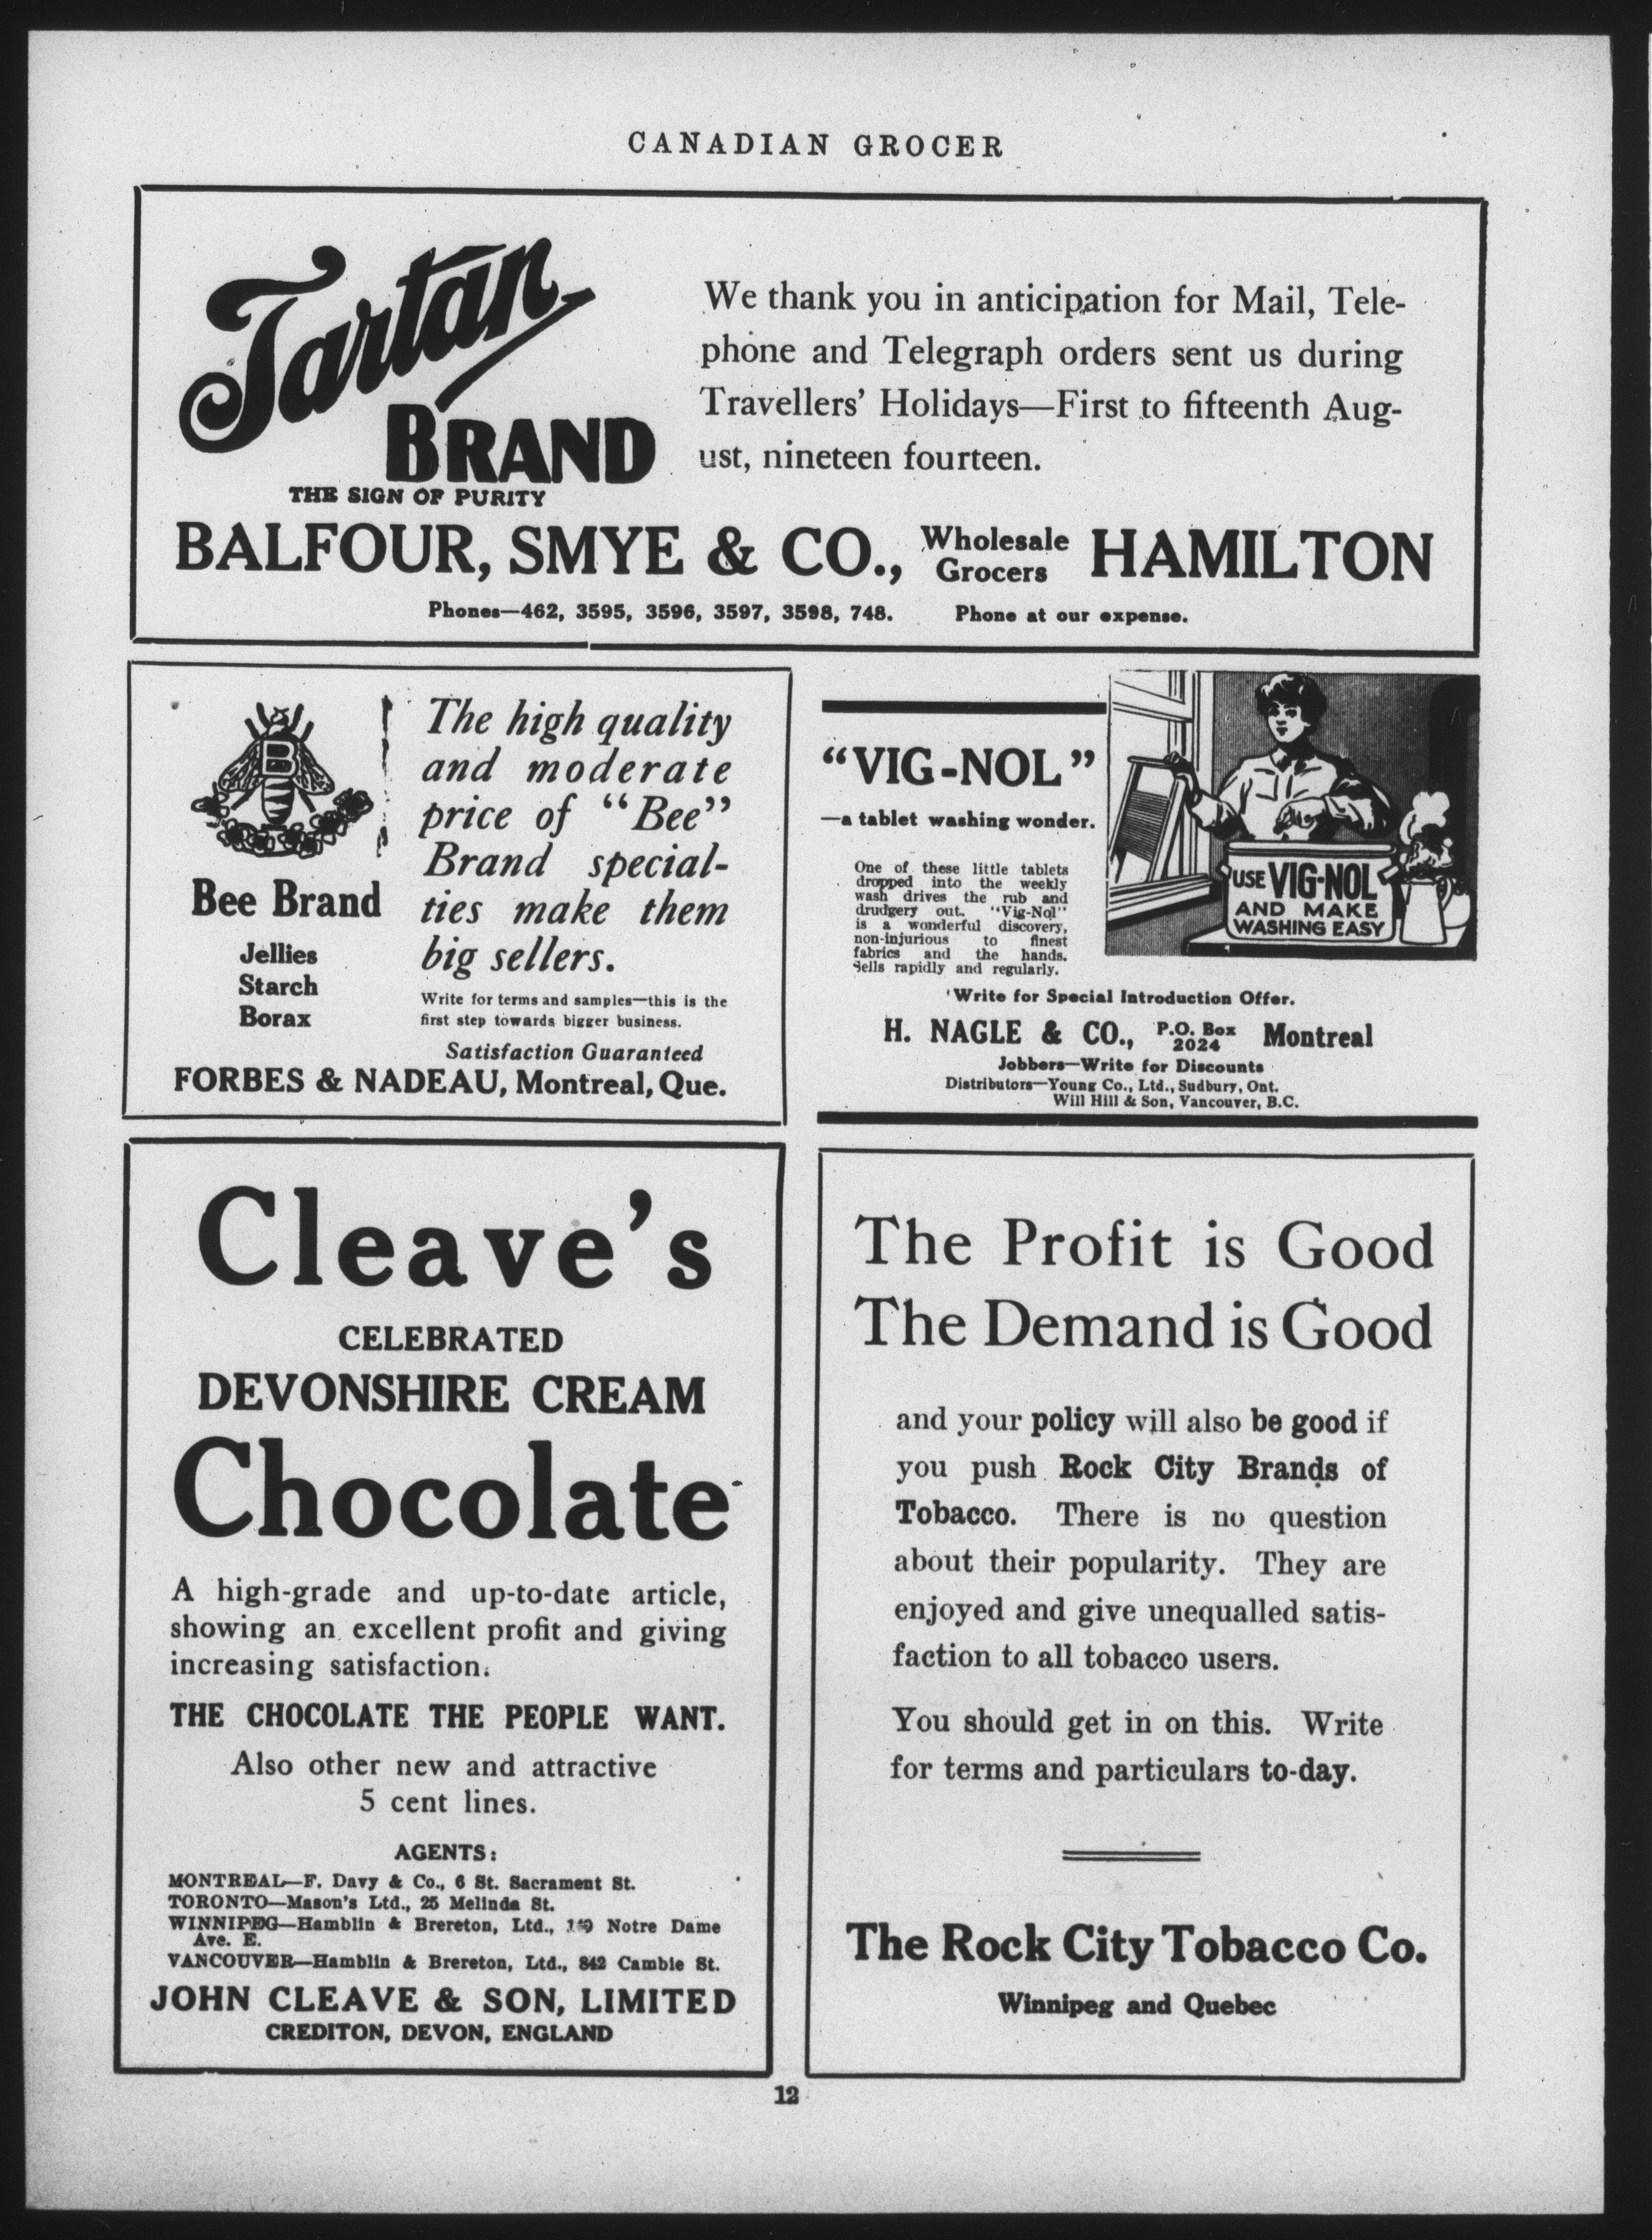 CANADIAN GROCER
Tartan
BRAND
THE SIGN OF PURITY
We thank you in anticipation for Mail, Tele-
phone and Telegraph orders sent us during
Travellers' Holidays—First to fifteenth Aug-
ust, nineteen fourteen.
BALFOUR, SMYE & CO., Wholesale Grocers HAMILTON
Phones—462, 3595, 3596, 3597, 3598, 748. Phone at our expense.
B
Bee Brand
Jellies
Starch
Borax
The high quality
and moderate
price of "Bee"
Brand special-
ties make them
big sellers.
Write for terms and samples—this is the
first step towards bigger business.
Satisfaction Guaranteed
FORBES & NADEAU, Montreal, Que.
"VIG-NOL"
—a tablet washing wonder.
One of these little tablets
dropped into the weekly
wash drives the rub and
drudgery out. "Vig-Nol"
is a wonderful discovery,
non-injurious to finest
fabrics and the hands.
Sells rapidly and regularly.
USE VIG-NOL
AND MAKE
WASHING EASY
Write for Special Introduction Offer.
H. NAGLE & CO., P.O. Box 2024 Montreal
Jobbers—Write for Discounts
Distributors—Young Co., Ltd., Sudbury, Ont.
Will Hill & Son, Vancouver, B.C.
Cleave's
CELEBRATED
DEVONSHIRE CREAM
Chocolate
A high-grade and up-to-date article,
showing an excellent profit and giving
increasing satisfaction.
THE CHOCOLATE THE PEOPLE WANT.
Also other new and attractive
5 cent lines.
AGENTS:
MONTREAL—F. Davy & Co., 6 St. Sacrament St.
TORONTO—Mason's Ltd., 25 Melinda St.
WINNIPEG—Hamblin & Brereton, Ltd., Notre Dame
Ave. E.
VANCOUVER—Hamblin & Brereton, Ltd., 842 Cambie St.
JOHN CLEAVE & SON, LIMITED
CREDITON, DEVON, ENGLAND
The Profit is Good
The Demand is Good
and your policy will also be good if
you push Rock City Brands of
Tobacco. There is no question
about their popularity. They are
enjoyed and give unequalled satis-
faction to all tobacco users.
You should get in on this. Write
for terms and particulars to-day.
The Rock City Tobacco Co.
Winnipeg and Quebec
12